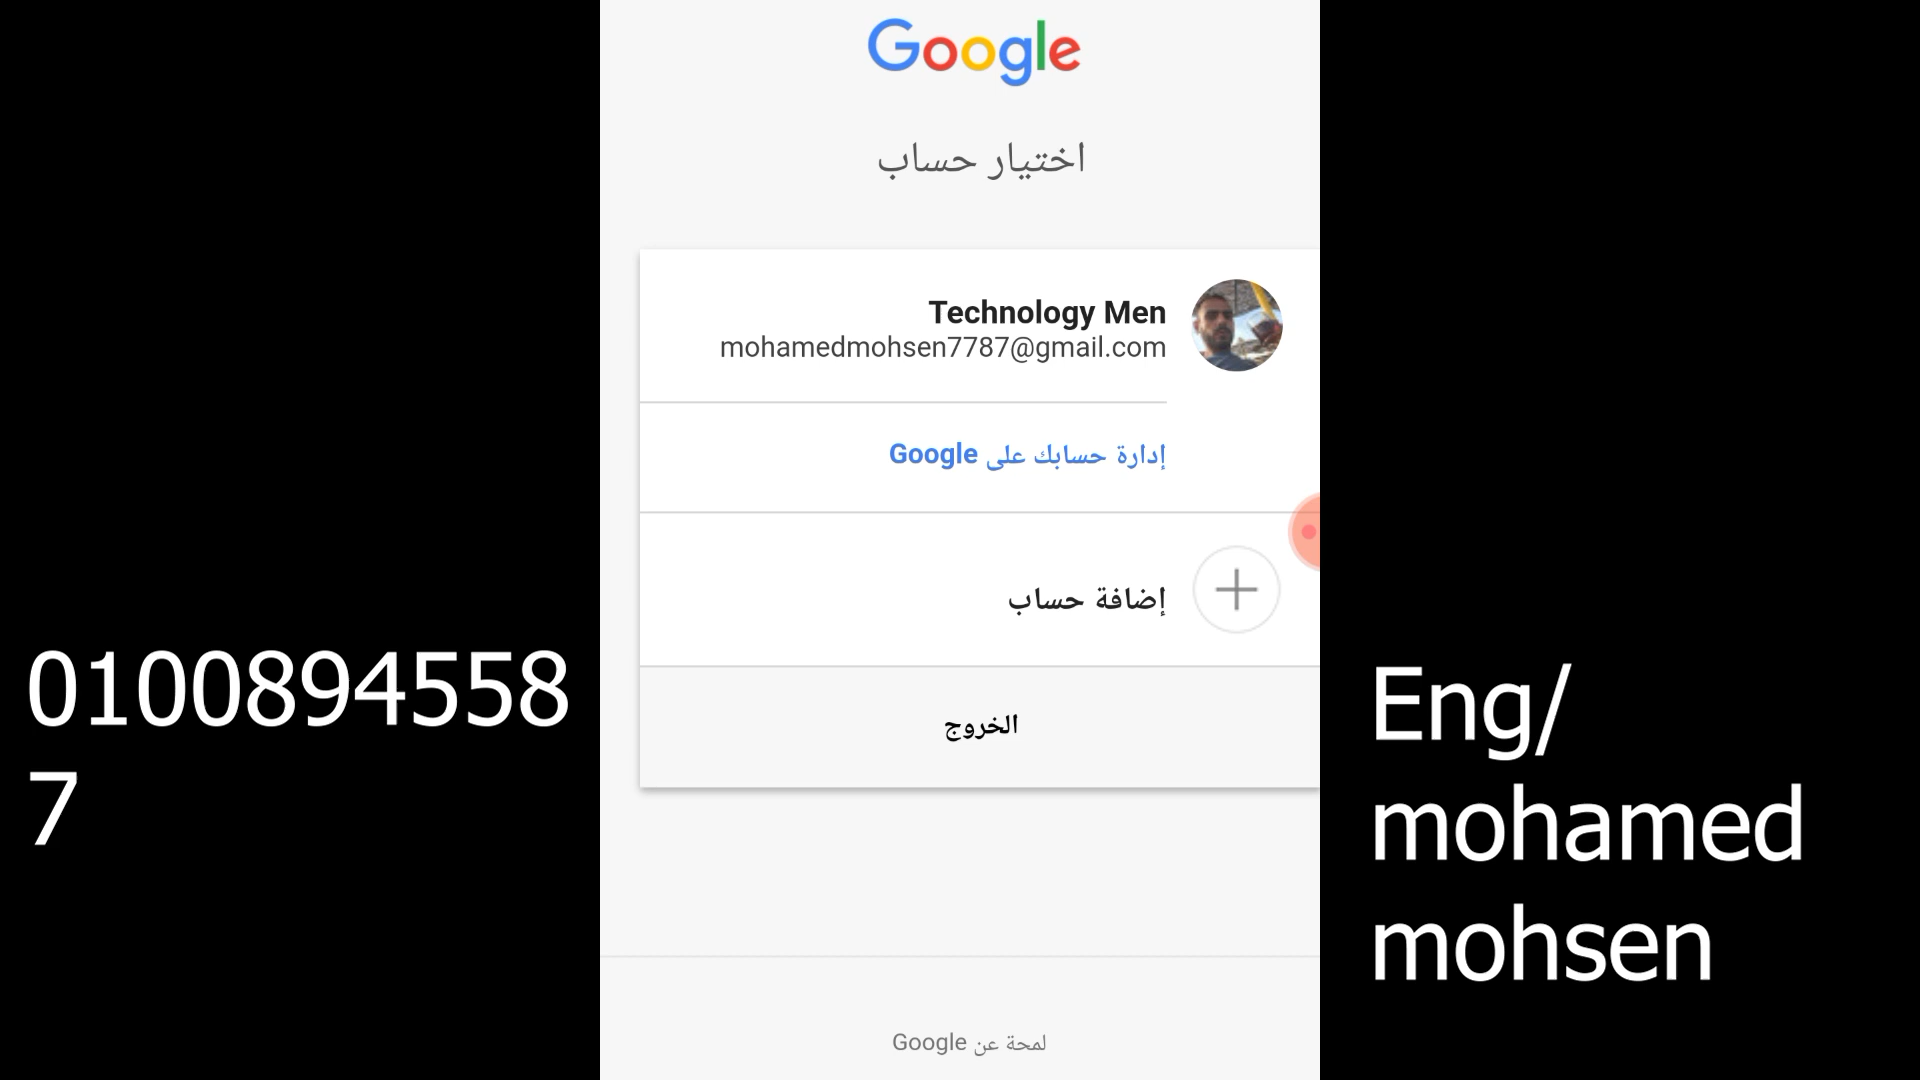 Google
اختيار حساب
Technology Men
mohamedmohsen7787@gmail.com
إدارة حسابك على Google
إضافة حساب
الخروج
لمحة عن Google
0100894558
7
Eng/
mohamed
mohsen